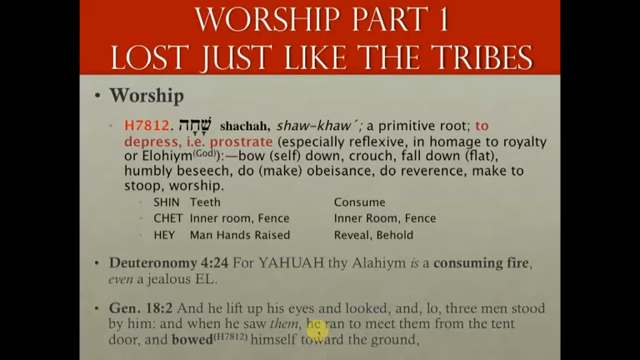 WORSHIP PART 1
LOST JUST LIKE THE TRIBES
• Worship
H7812. שָׁחָה shachah, shaw-khaw´; a primitive root; to
depress, i.e. prostrate (especially reflexive, in homage to royalty
or Elohiym(God)):—bow (self) down, crouch, fall down (flat),
humbly beseech, do (make) obeisance, do reverence, make to
stoop, worship.
SHIN Teeth Consume
CHET Inner room, Fence Inner Room, Fence
HEY Man Hands Raised Reveal, Behold
• Deuteronomy 4:24 For YAHUAH thy Alahiym is a consuming fire,
even a jealous EL.
• Gen. 18:2 And he lift up his eyes and looked, and, lo, three men stood
by him: and when he saw them, he ran to meet them from the tent
door, and bowed(H7812) himself toward the ground,